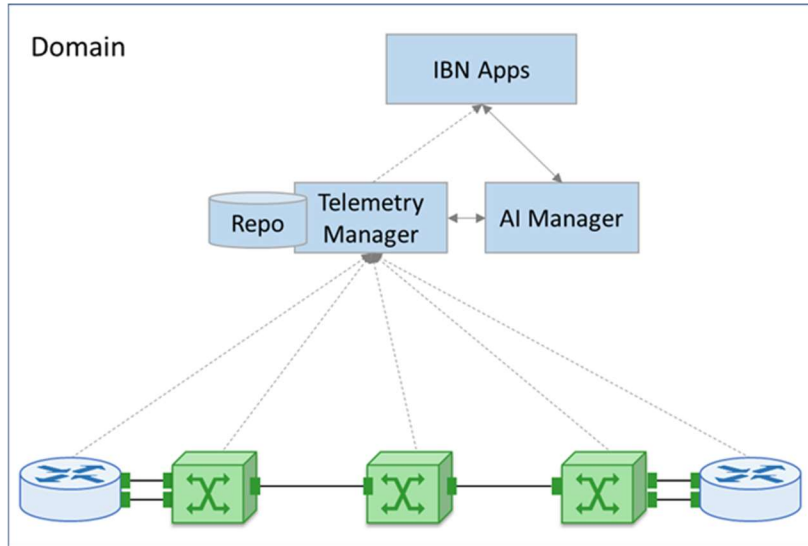 Domain
IBN Apps
Repo
Telemetry
Manager
AI Manager